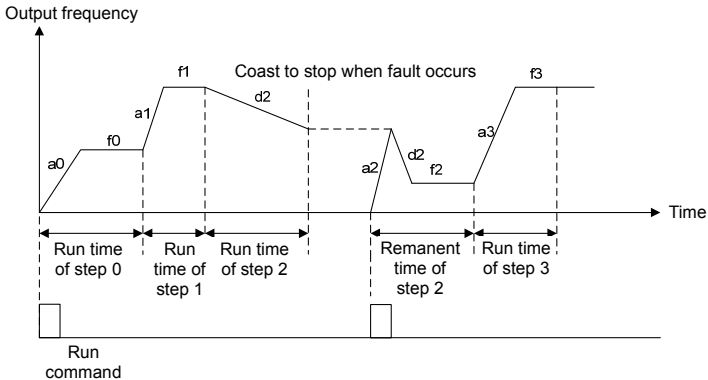 Output frequency
f1
Coast to stop when fault occurs
f3
a1
d2
f0
a3
a0
a2
d2
f2
Time
Run time
of step 0
Run
time of
step 1
Run time
of step 2
Remanent
time of
step 2
Run time
of step 3
Run
command